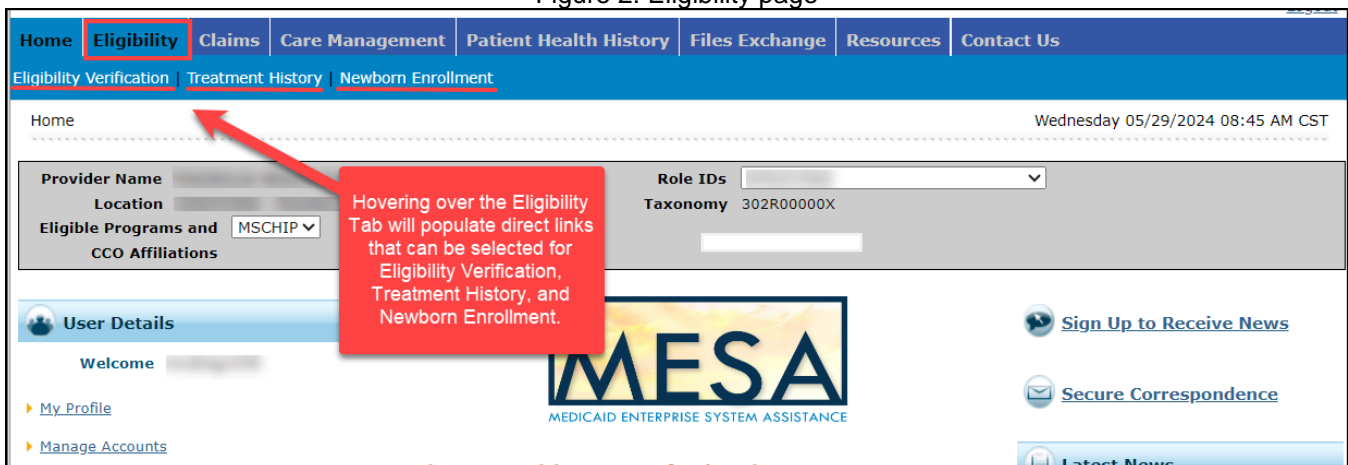 Figure 2: Eligibility page
Logout
Home Eligibility Claims Care Management Patient Health History Files Exchange Resources Contact Us
Eligibility Verification | Treatment History | Newborn Enrollment
Home Wednesday 05/29/2024 08:45 AM CST
Provider Name Role IDs
Location Taxonomy 302R00000X
Eligible Programs and MSCHIP
CCO Affiliations
Hovering over the Eligibility
Tab will populate direct links
that can be selected for
Eligibility Verification,
Treatment History, and
Newborn Enrollment.
User Details
Welcome
My Profile
Manage Accounts
MESA
MEDICAID ENTERPRISE SYSTEM ASSISTANCE
Sign Up to Receive News
Secure Correspondence
Latest News